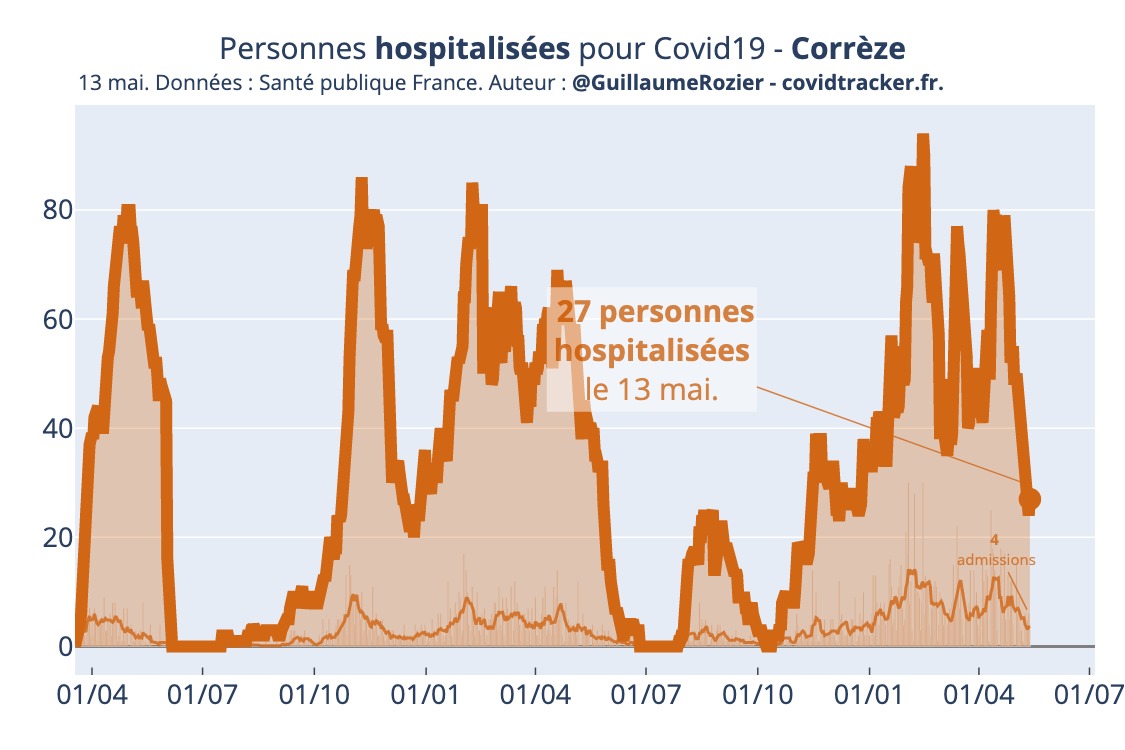 Personnes hospitalisées pour Covid19 - Corrèze
13 mai. Données : Santé publique France. Auteur : @GuillaumeRozier - covidtracker.fr.
80
60
40
20
0
27 personnes
hospitalisées
le 13 mai.
4
admissions
01/04 01/07 01/10 01/01 01/04 01/07 01/10 01/01 01/04 01/07